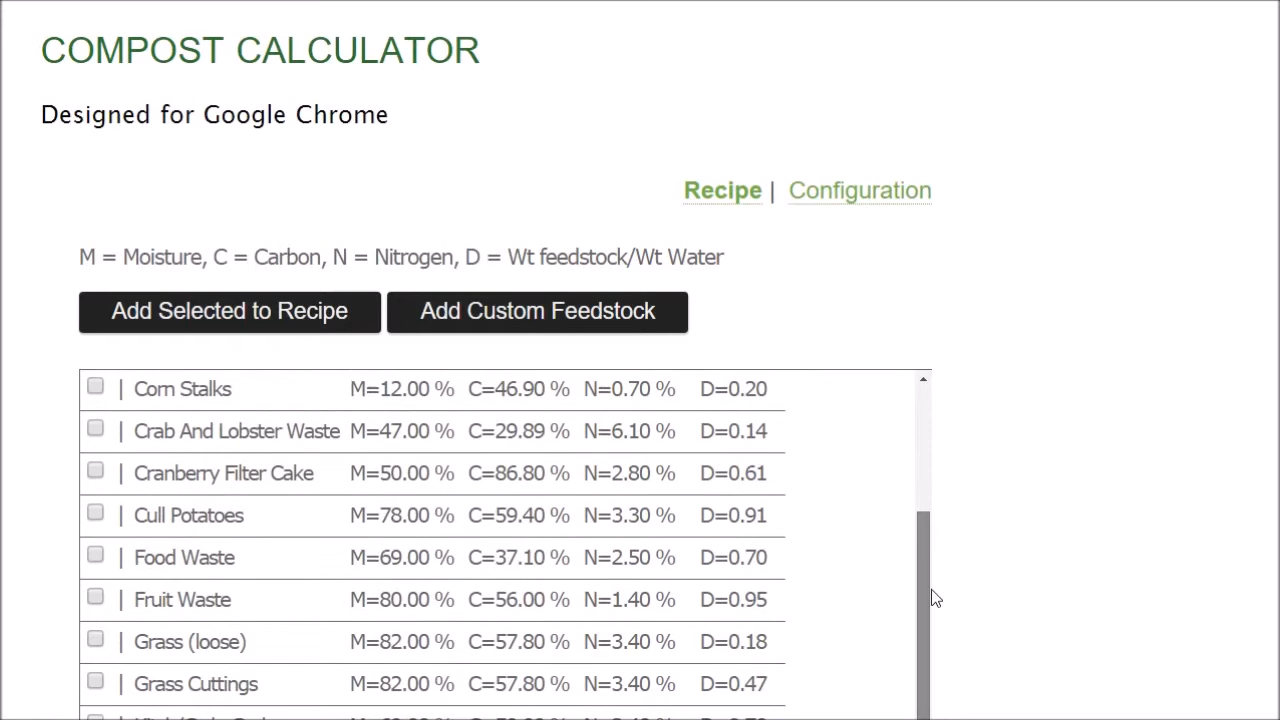 COMPOST CALCULATOR
Designed for Google Chrome
Recipe | Configuration
M = Moisture, C = Carbon, N = Nitrogen, D = Wt feedstock/Wt Water
Add Selected to Recipe Add Custom Feedstock
| Corn Stalks M=12.00 % C=46.90 % N=0.70 % D=0.20
| Crab And Lobster Waste M=47.00 % C=29.89 % N=6.10 % D=0.14
| Cranberry Filter Cake M=50.00 % C=86.80 % N=2.80 % D=0.61
| Cull Potatoes M=78.00 % C=59.40 % N=3.30 % D=0.91
| Food Waste M=69.00 % C=37.10 % N=2.50 % D=0.70
| Fruit Waste M=80.00 % C=56.00 % N=1.40 % D=0.95
| Grass (loose) M=82.00 % C=57.80 % N=3.40 % D=0.18
| Grass Cuttings M=82.00 % C=57.80 % N=3.40 % D=0.47